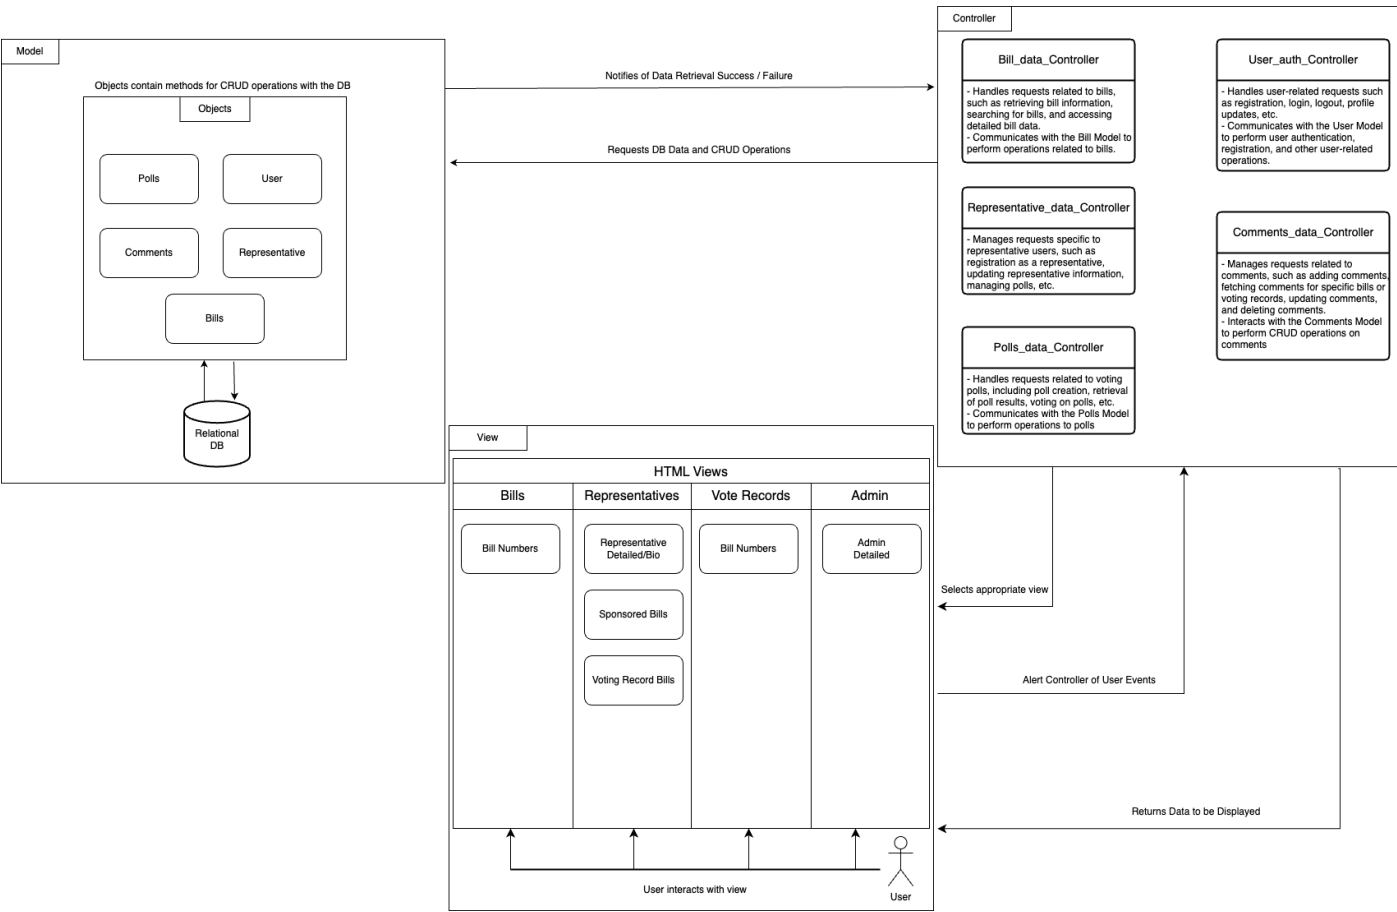 Model
Objects contain methods for CRUD operations with the DB
Objects
Polls
User
Comments
Representative
Bills
Relational
DB
Notifies of Data Retrieval Success / Failure
Requests DB Data and CRUD Operations
Controller
Bill_data_Controller
- Handles requests related to bills,
such as retrieving bill information,
searching for bills, and accessing
detailed bill data.
- Communicates with the Bill Model to
perform operations related to bills.
User_auth_Controller
- Handles user-related requests such
as registration, login, logout, profile
updates, etc.
- Communicates with the User Model
to perform user authentication,
registration, and other user-related
operations.
Representative_data_Controller
- Manages requests specific to
representative users, such as
registration as a representative,
updating representative information,
managing polls, etc.
Comments_data_Controller
- Manages requests related to
comments, such as adding comments,
fetching comments for specific bills or
voting records, updating comments,
and deleting comments.
- Interacts with the Comments Model
to perform CRUD operations on
comments
Polls_data_Controller
- Handles requests related to voting
polls, including poll creation, retrieval
of poll results, voting on polls, etc.
- Communicates with the Polls Model
to perform operations to polls
View
HTML Views
Bills
Representatives
Vote Records
Admin
Bill Numbers
Representative
Detailed/Bio
Bill Numbers
Admin
Detailed
Sponsored Bills
Voting Record Bills
Selects appropriate view
Alert Controller of User Events
Returns Data to be Displayed
User interacts with view
User